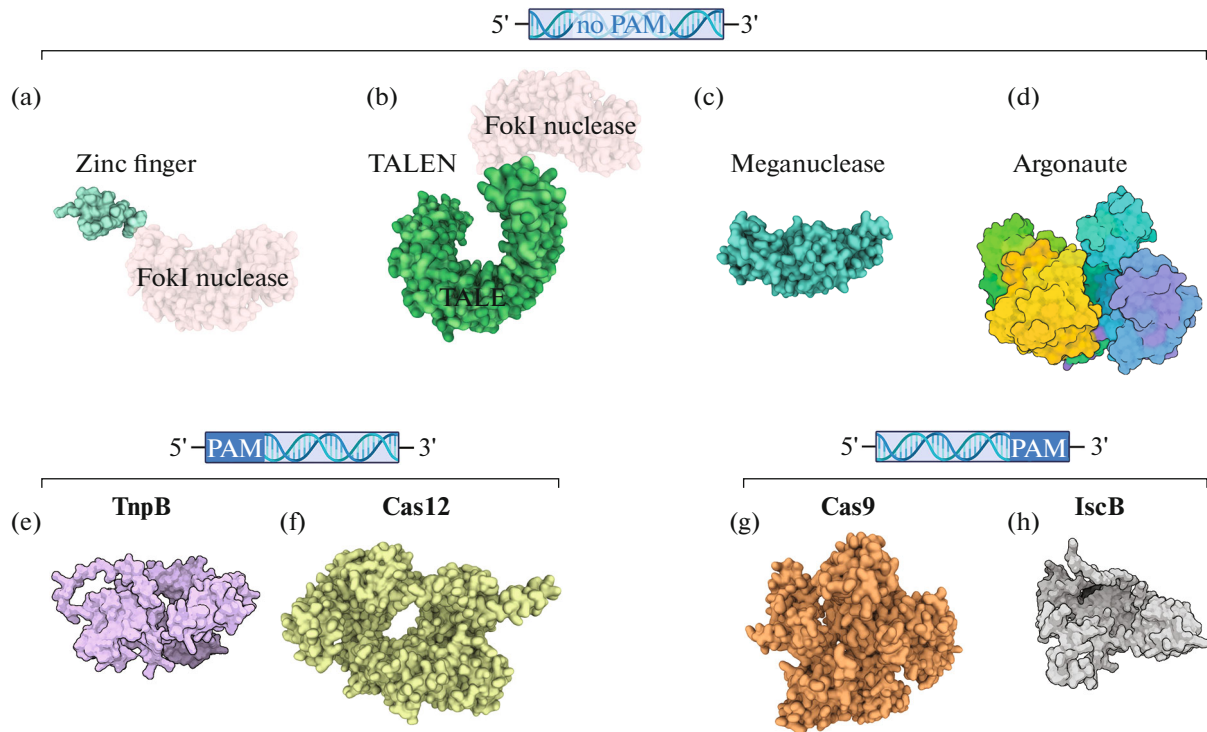 5' no PAM 3'
(a) (b) (c) (d)
FokI nuclease
Zinc finger TALEN Meganuclease Argonaute
FokI nuclease
TALE
5' PAM 3' 5' PAM 3'
TnpB Cas12 Cas9 IscB
(e) (f) (g) (h)